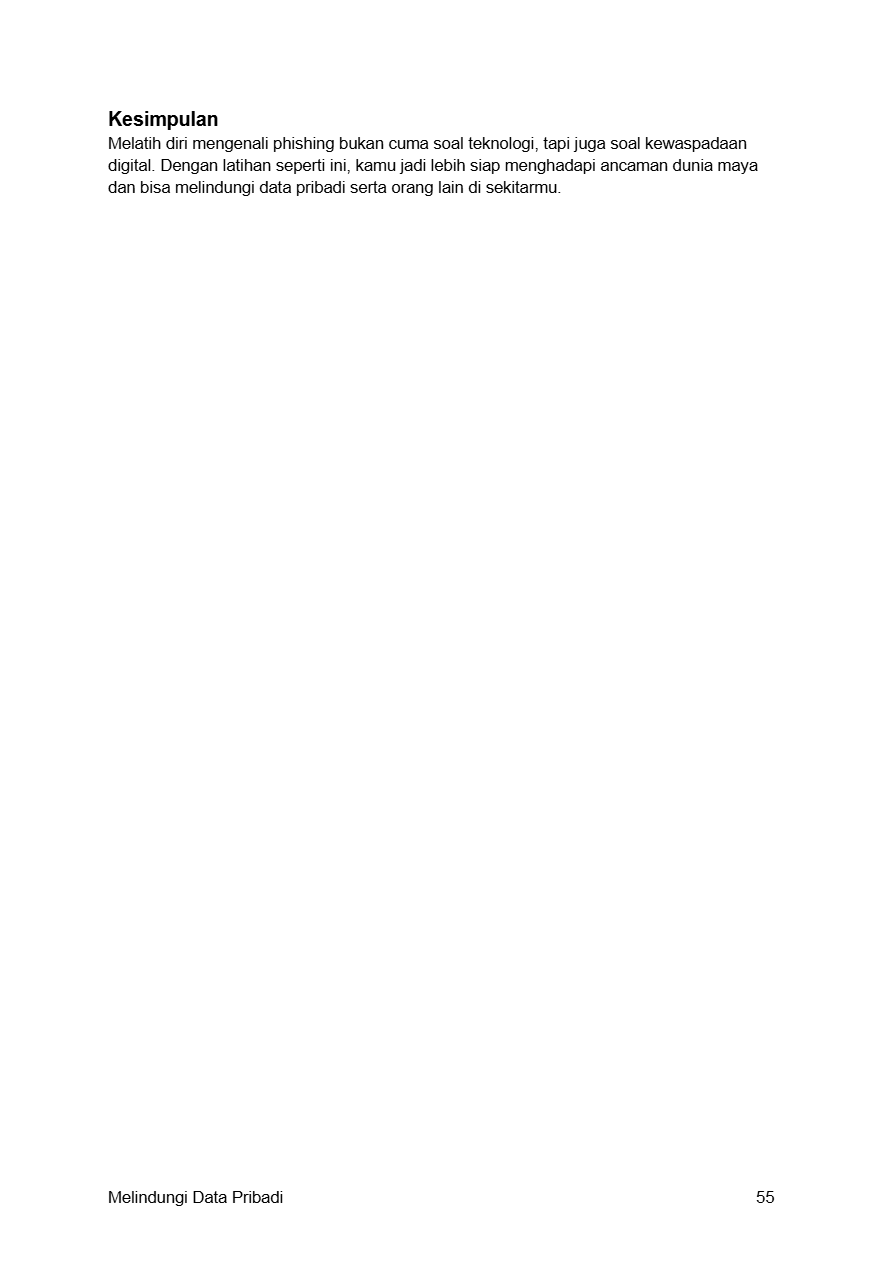 Kesimpulan
Melatih diri mengenali phishing bukan cuma soal teknologi, tapi juga soal kewaspadaan
digital. Dengan latihan seperti ini, kamu jadi lebih siap menghadapi ancaman dunia maya
dan bisa melindungi data pribadi serta orang lain di sekitarmu.
Melindungi Data Pribadi 55